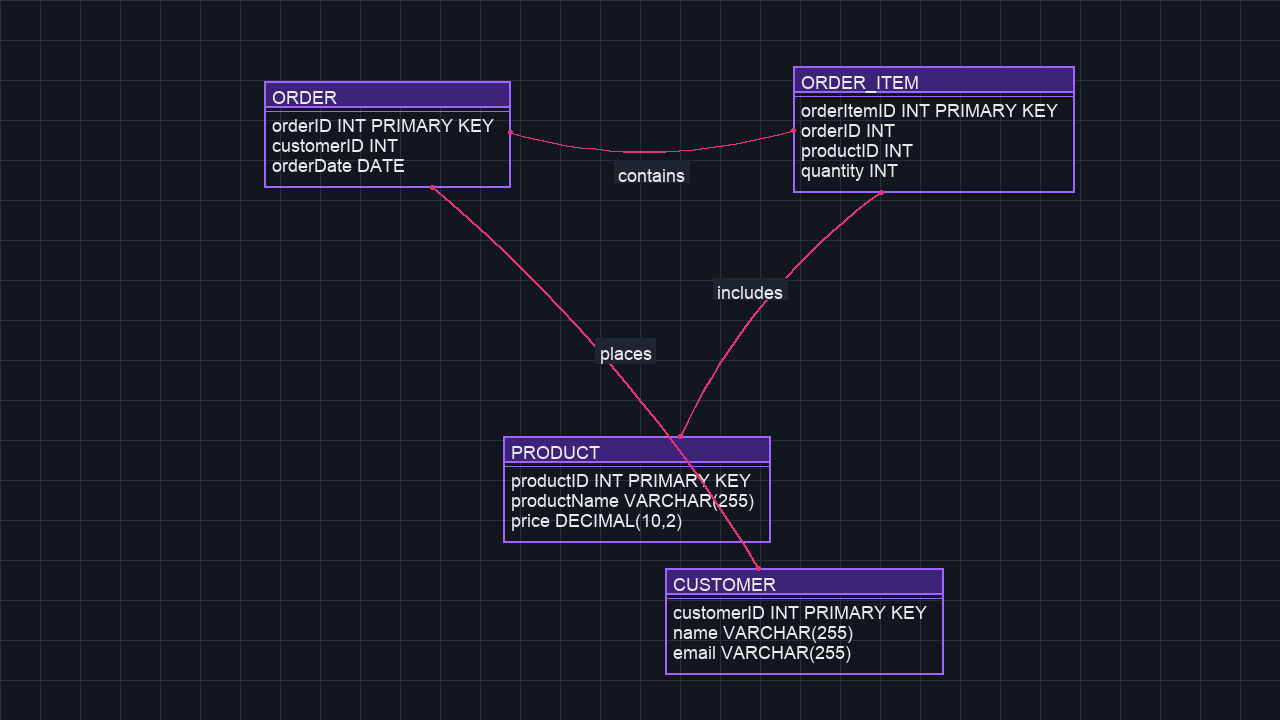 ORDER
orderID INT PRIMARY KEY
customerID INT
orderDate DATE
ORDER_ITEM
orderItemID INT PRIMARY KEY
orderID INT
productID INT
quantity INT
contains
includes
places
PRODUCT
productID INT PRIMARY KEY
productName VARCHAR(255)
price DECIMAL(10,2)
CUSTOMER
customerID INT PRIMARY KEY
name VARCHAR(255)
email VARCHAR(255)